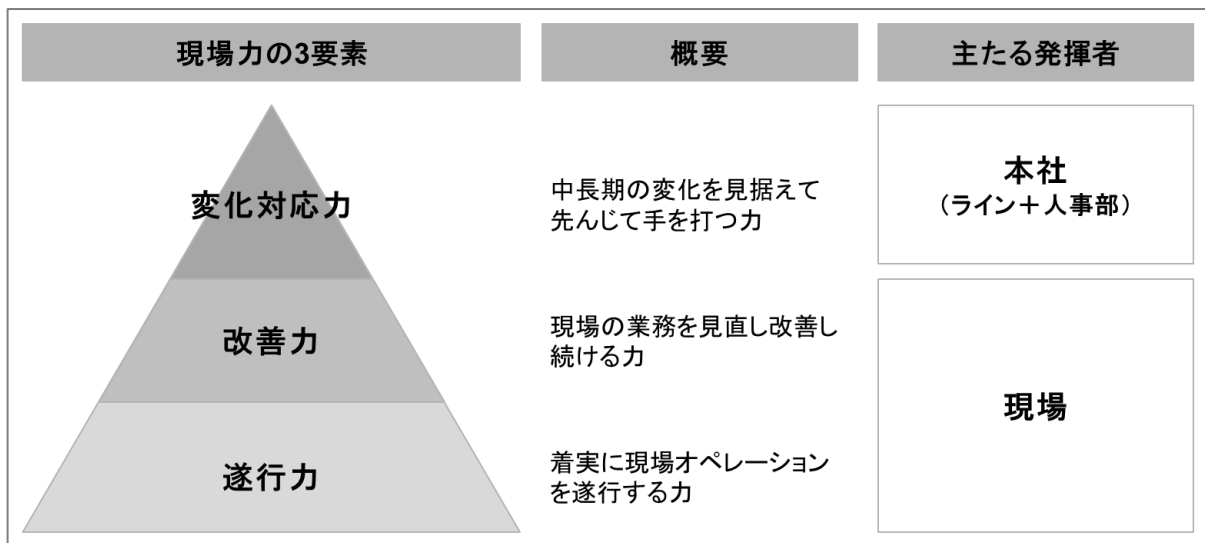 現場力の3要素
概要
主たる発揮者
変化対応力
中長期の変化を見据えて
先んじて手を打つ力
本社
（ライン＋人事部）
改善力
現場の業務を見直し改善し
続ける力
現場
遂行力
着実に現場オペレーション
を遂行する力